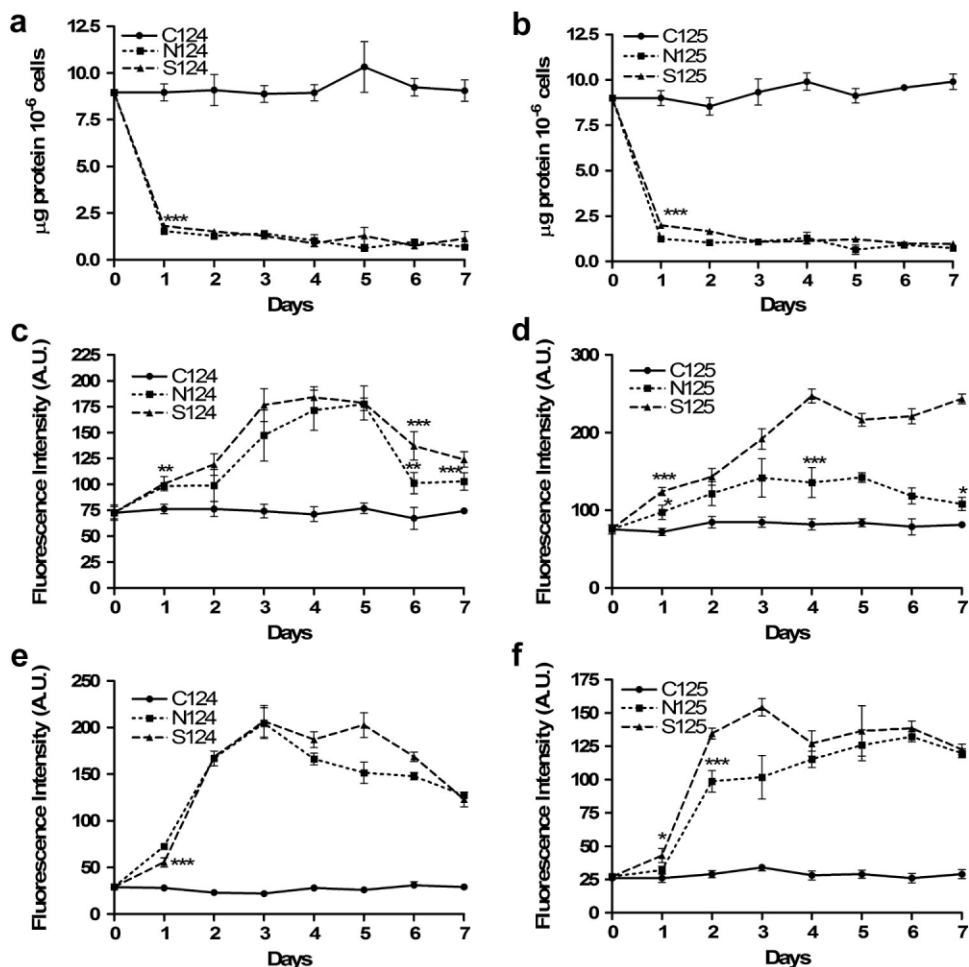 a
C124
N124
S124
12.5
10.0
7.5
5.0
2.5
0.0
µg protein 10-6 cells
***
0 1 2 3 4 5 6 7
Days
b
C125
N125
S125
12.5
10.0
7.5
5.0
2.5
0.0
µg protein 10-6 cells
***
0 1 2 3 4 5 6 7
Days
c
C124
N124
S124
225
200
175
150
125
100
75
50
25
0
Fluorescence Intensity (A.U.)
** *** ** ***
0 1 2 3 4 5 6 7
Days
d
C125
N125
S125
300
200
100
0
Fluorescence Intensity (A.U.)
*** * *** *
0 1 2 3 4 5 6 7
Days
e
C124
N124
S124
250
200
150
100
50
0
Fluorescence Intensity (A.U.)
***
0 1 2 3 4 5 6 7
Days
f
C125
N125
S125
175
150
125
100
75
50
25
0
Fluorescence Intensity (A.U.)
* ***
0 1 2 3 4 5 6 7
Days